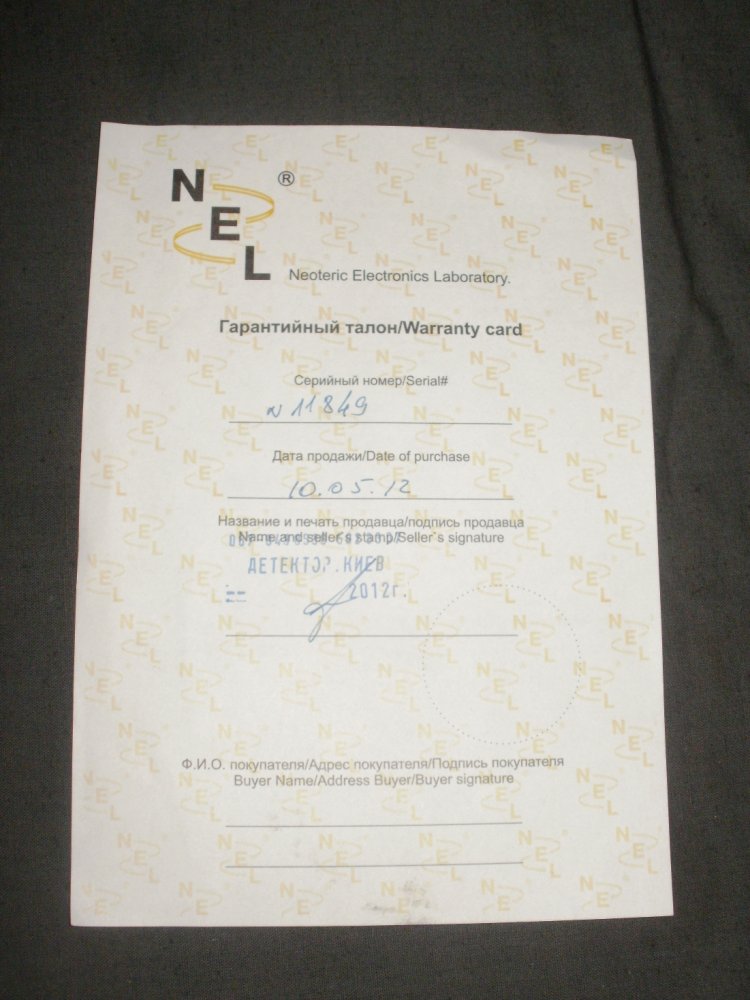 NEL ®
Neoteric Electronics Laboratory.
Гарантийный талон/Warranty card
Серийный номер/Serial#
N 11849
Дата продажи/Date of purchase
10.05.12
Название и печать продавца/подпись продавца
Name and seller`s stamp/Seller`s signature
ДЕТЕКТОР.КИЕВ
2012г.
Ф.И.О. покупателя/Адрес покупателя/Подпись покупателя
Buyer Name/Address Buyer/Buyer signature